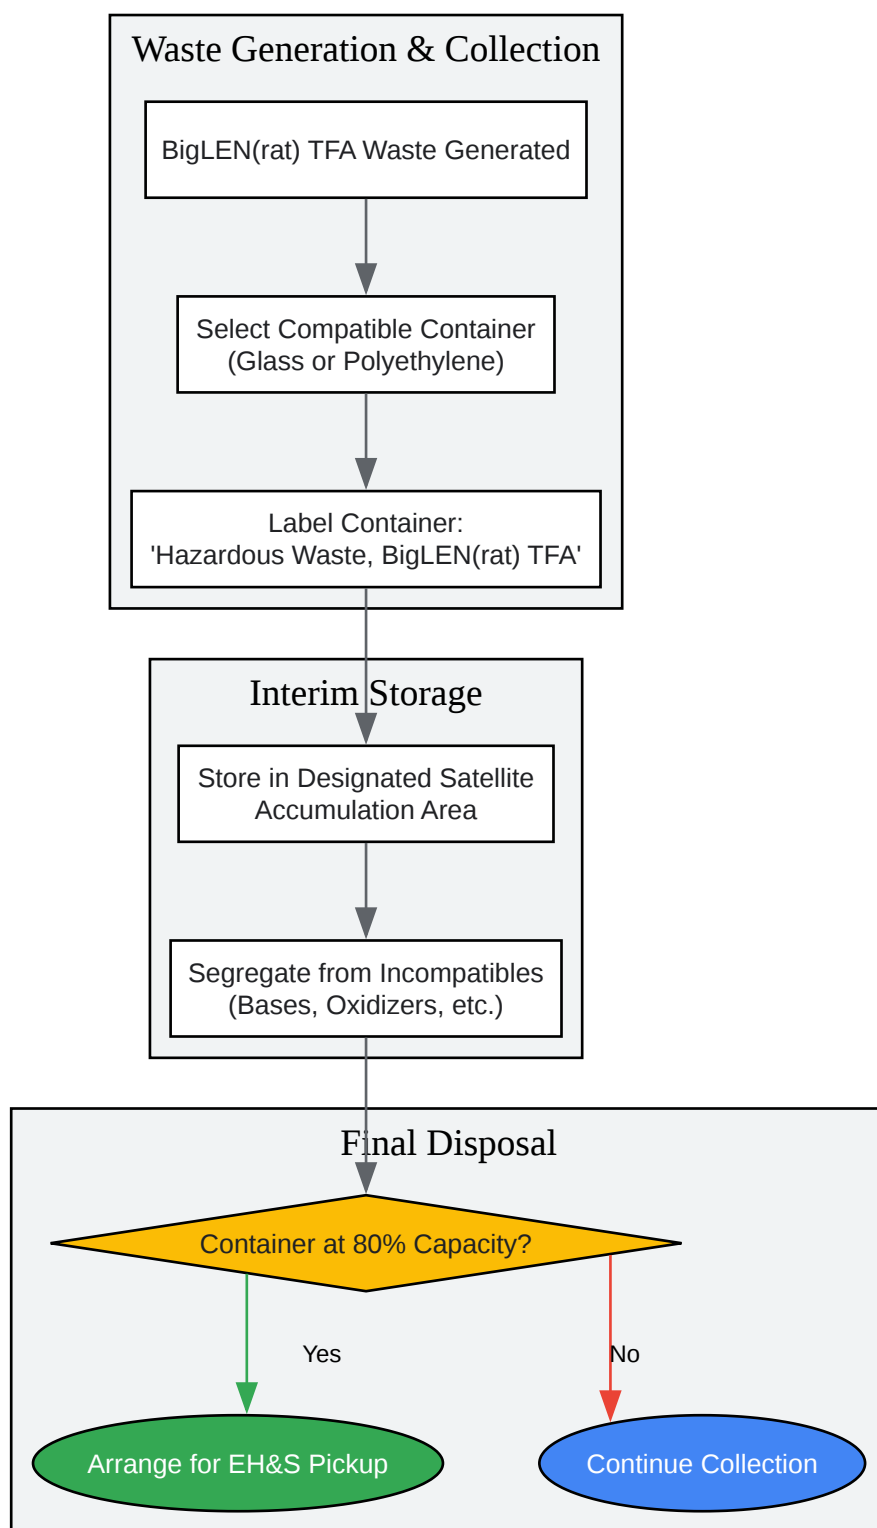 Waste Generation & Collection
BigLEN(rat) TFA Waste Generated
Select Compatible Container
(Glass or Polyethylene)
Label Container:
'Hazardous Waste, BigLEN(rat) TFA'
Interim Storage
Store in Designated Satellite
Accumulation Area
Segregate from Incompatibles
(Bases, Oxidizers, etc.)
Final Disposal
Container at 80% Capacity?
Yes
No
Arrange for EH&S Pickup
Continue Collection